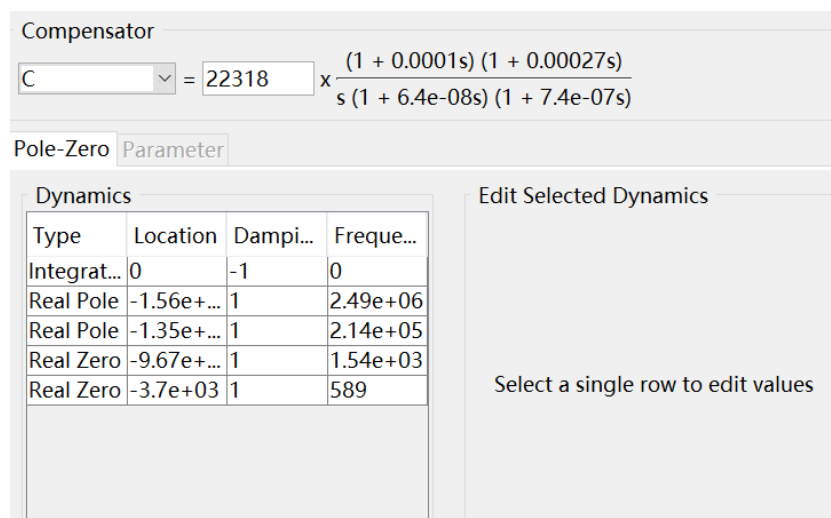 Compensator
C = 22318 x (1 + 0.0001s) (1 + 0.00027s)
s (1 + 6.4e-08s) (1 + 7.4e-07s)
Pole-Zero Parameter
Dynamics Edit Selected Dynamics
Type Location Dampi... Freque...
Integrat... 0 -1 0
Real Pole -1.56e+... 1 2.49e+06
Real Pole -1.35e+... 1 2.14e+05
Real Zero -9.67e+... 1 1.54e+03
Real Zero -3.7e+03 1 589
Select a single row to edit values